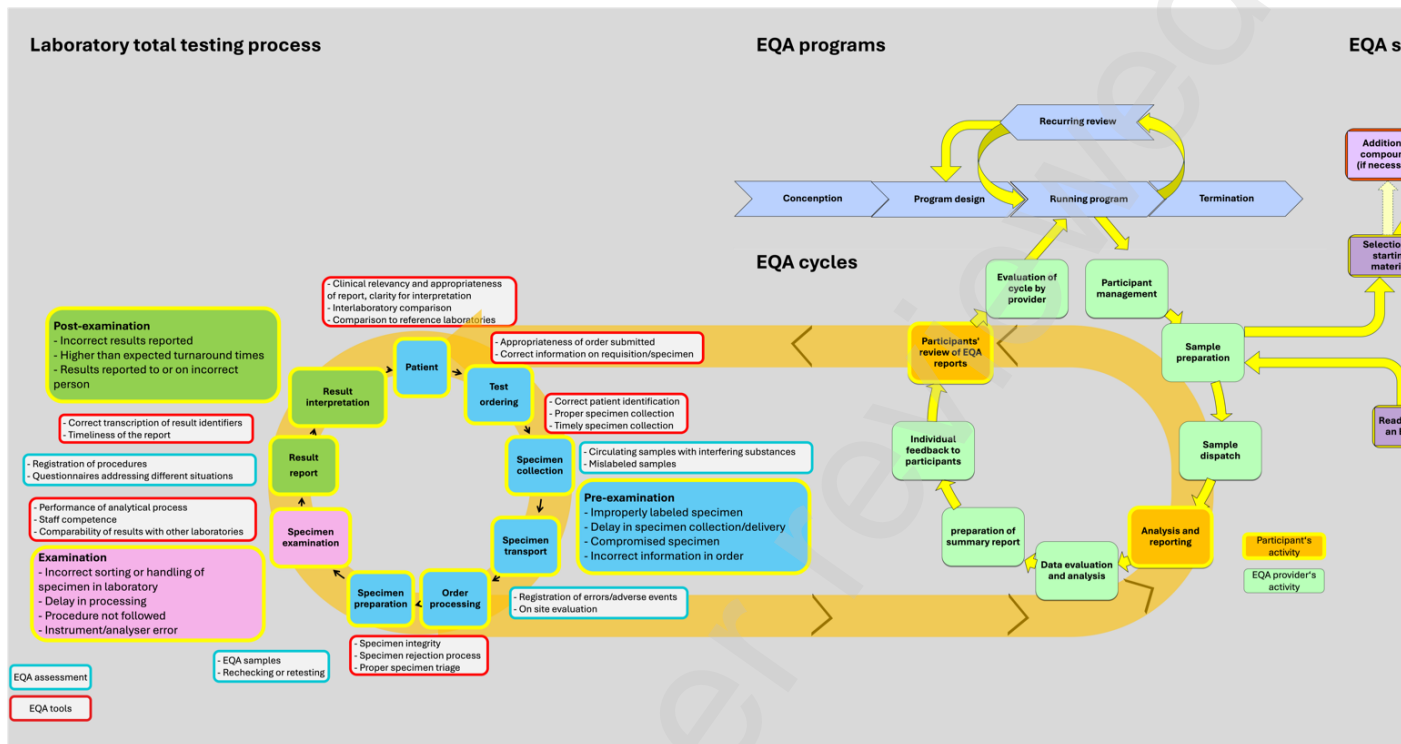 Laboratory total testing process
EQA programs
EQA s
Recurring review
Concenption
Program design
Running program
Termination
Addition
compour
(if necess
Selection
startin
materi
Read
an
EQA cycles
Evaluation of
cycle by
provider
Participant
management
Participants'
review of EQA
reports
Sample
preparation
Individual
feedback to
participants
Sample
dispatch
preparation of
summary report
Data evaluation
and analysis
Analysis and
reporting
Participant's
activity
EQA provider's
activity
- Clinical relevancy and appropriateness
of report, clarity for interpretation
- Interlaboratory comparison
- Comparison to reference laboratories
Post-examination
- Incorrect results reported
- Higher than expected turnaround times
- Results reported to or on incorrect
person
- Appropriateness of order submitted
- Correct information on requisition/specimen
Patient
Test
ordering
Result
interpretation
- Correct patient identification
- Proper specimen collection
- Timely specimen collection
- Correct transcription of result identifiers
- Timeliness of the report
Result
report
Specimen
collection
- Circulating samples with interfering substances
- Mislabeled samples
- Registration of procedures
- Questionnaires addressing different situations
Pre-examination
- Improperly labeled specimen
- Delay in specimen collection/delivery
- Compromised specimen
- Incorrect information in order
- Performance of analytical process
- Staff competence
- Comparability of results with other laboratories
Specimen
examination
Specimen
transport
Examination
- Incorrect sorting or handling of
specimen in laboratory
- Delay in processing
- Procedure not followed
- Instrument/analyser error
Specimen
preparation
Order
processing
- Registration of errors/adverse events
- On site evaluation
- Specimen integrity
- Specimen rejection process
- Proper specimen triage
- EQA samples
- Rechecking or retesting
EQA assessment
EQA tools
er reviewed